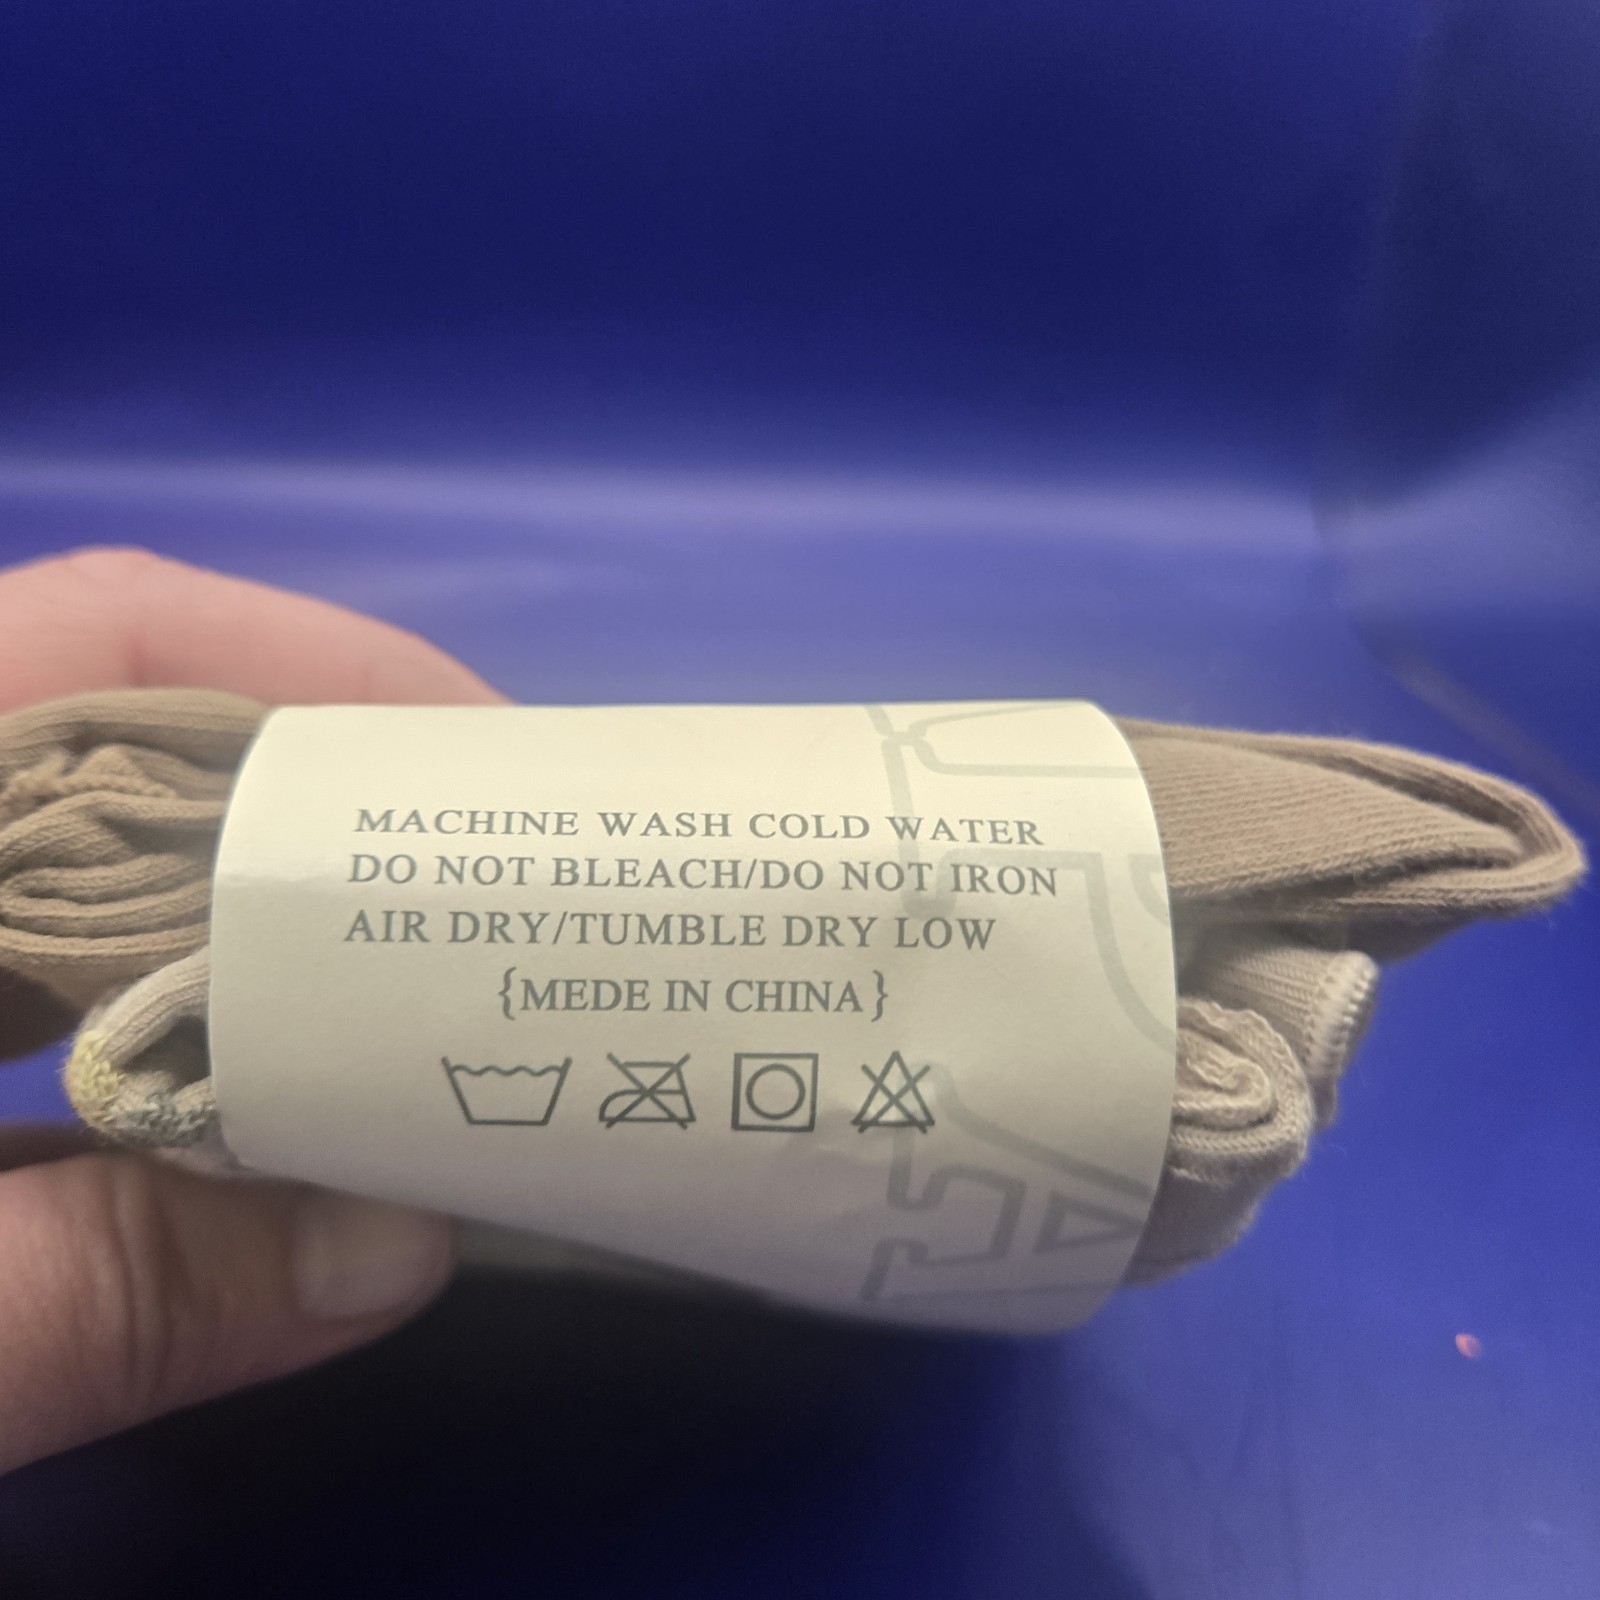 MACHINE WASH COLD WATER
DO NOT BLEACH/DO NOT IRON
AIR DRY/TUMBLE DRY LOW
{MEDE IN CHINA}